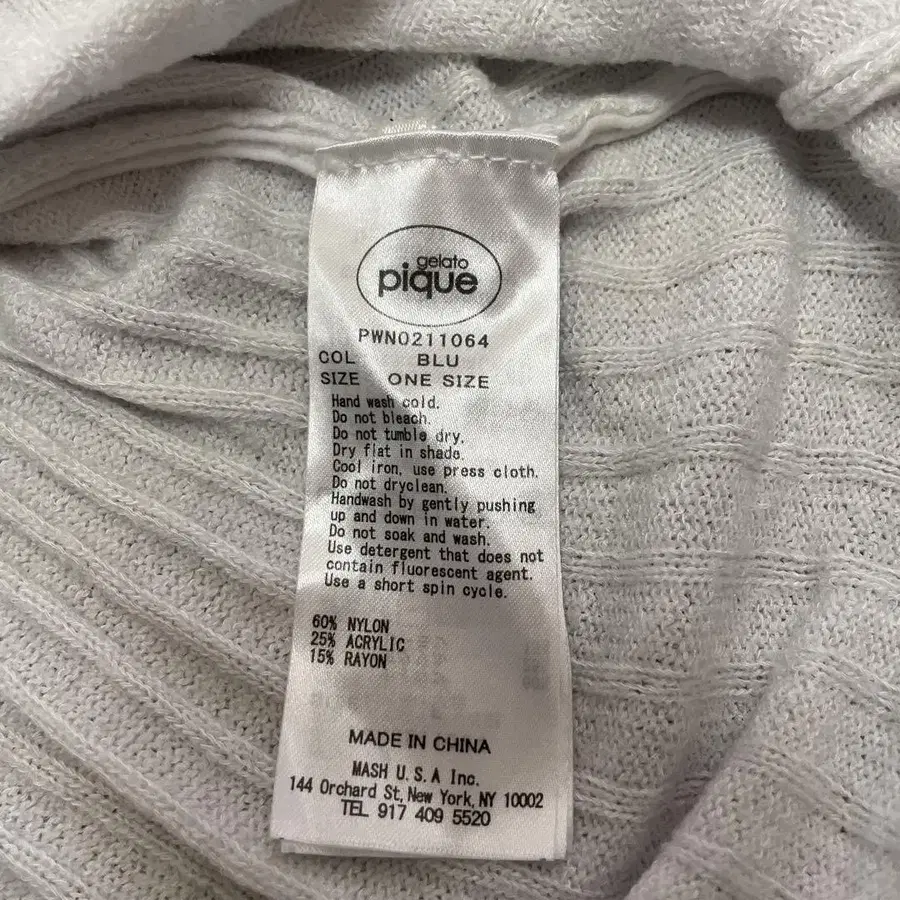 gelato
pique
PWNO211064
COL BLU
SIZE ONE SIZE
Hand wash cold.
Do not bleach.
Do not tumble dry.
Dry flat in shade.
Cool iron, use press cloth.
Do not dryclean.
Handwash by gently pushing
up and down in water.
Do not soak and wash.
Use detergent that does not
contain fluorescent agent.
Use a short spin cycle.
60% NYLON
25% ACRYLIC
15% RAYON
MADE IN CHINA
MASH U.S.A Inc.
144 Orchard St, New York, NY 10002
TEL 917 409 5520